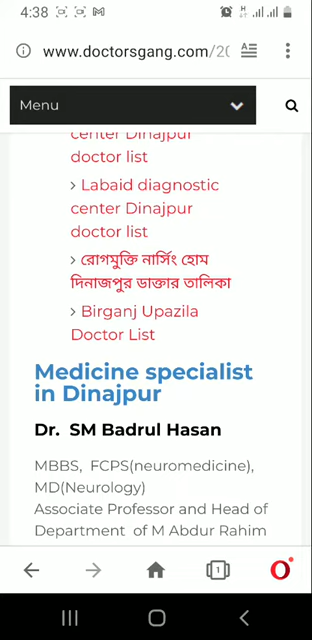 4:38
www.doctorsgang.com/20
Menu
center Dinajpur
doctor list
> Labaid diagnostic
center Dinajpur
doctor list
> রোগমুক্তি নার্সিং হোম
দিনাজপুর ডাক্তার তালিকা
> Birganj Upazila
Doctor List
Medicine specialist
in Dinajpur
Dr. SM Badrul Hasan
MBBS, FCPS(neuromedicine),
MD(Neurology)
Associate Professor and Head of
Department of M Abdur Rahim
1